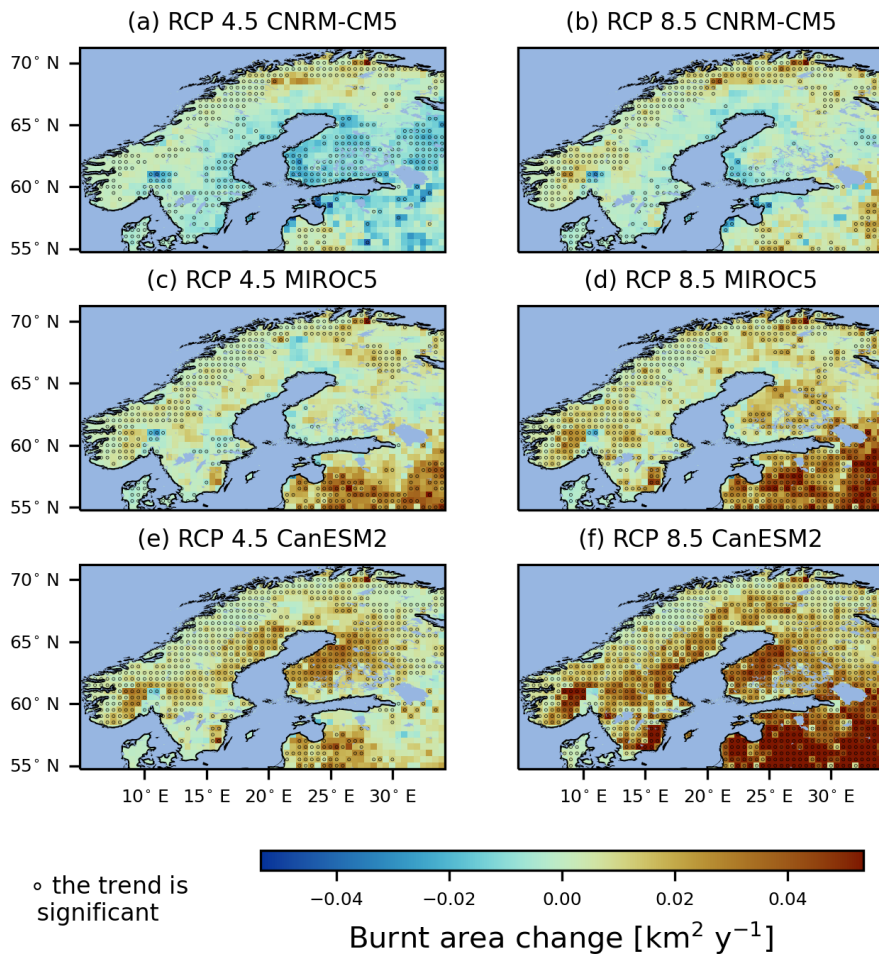 (a) RCP 4.5 CNRM-CM5
(b) RCP 8.5 CNRM-CM5
70° N
65° N
60° N
55° N
(c) RCP 4.5 MIROC5
(d) RCP 8.5 MIROC5
70° N
65° N
60° N
55° N
(e) RCP 4.5 CanESM2
(f) RCP 8.5 CanESM2
70° N
65° N
60° N
55° N
10° E 15° E 20° E 25° E 30° E
10° E 15° E 20° E 25° E 30° E
∘ the trend is
significant
−0.04 −0.02 0.00 0.02 0.04
Burnt area change [km² y⁻¹]